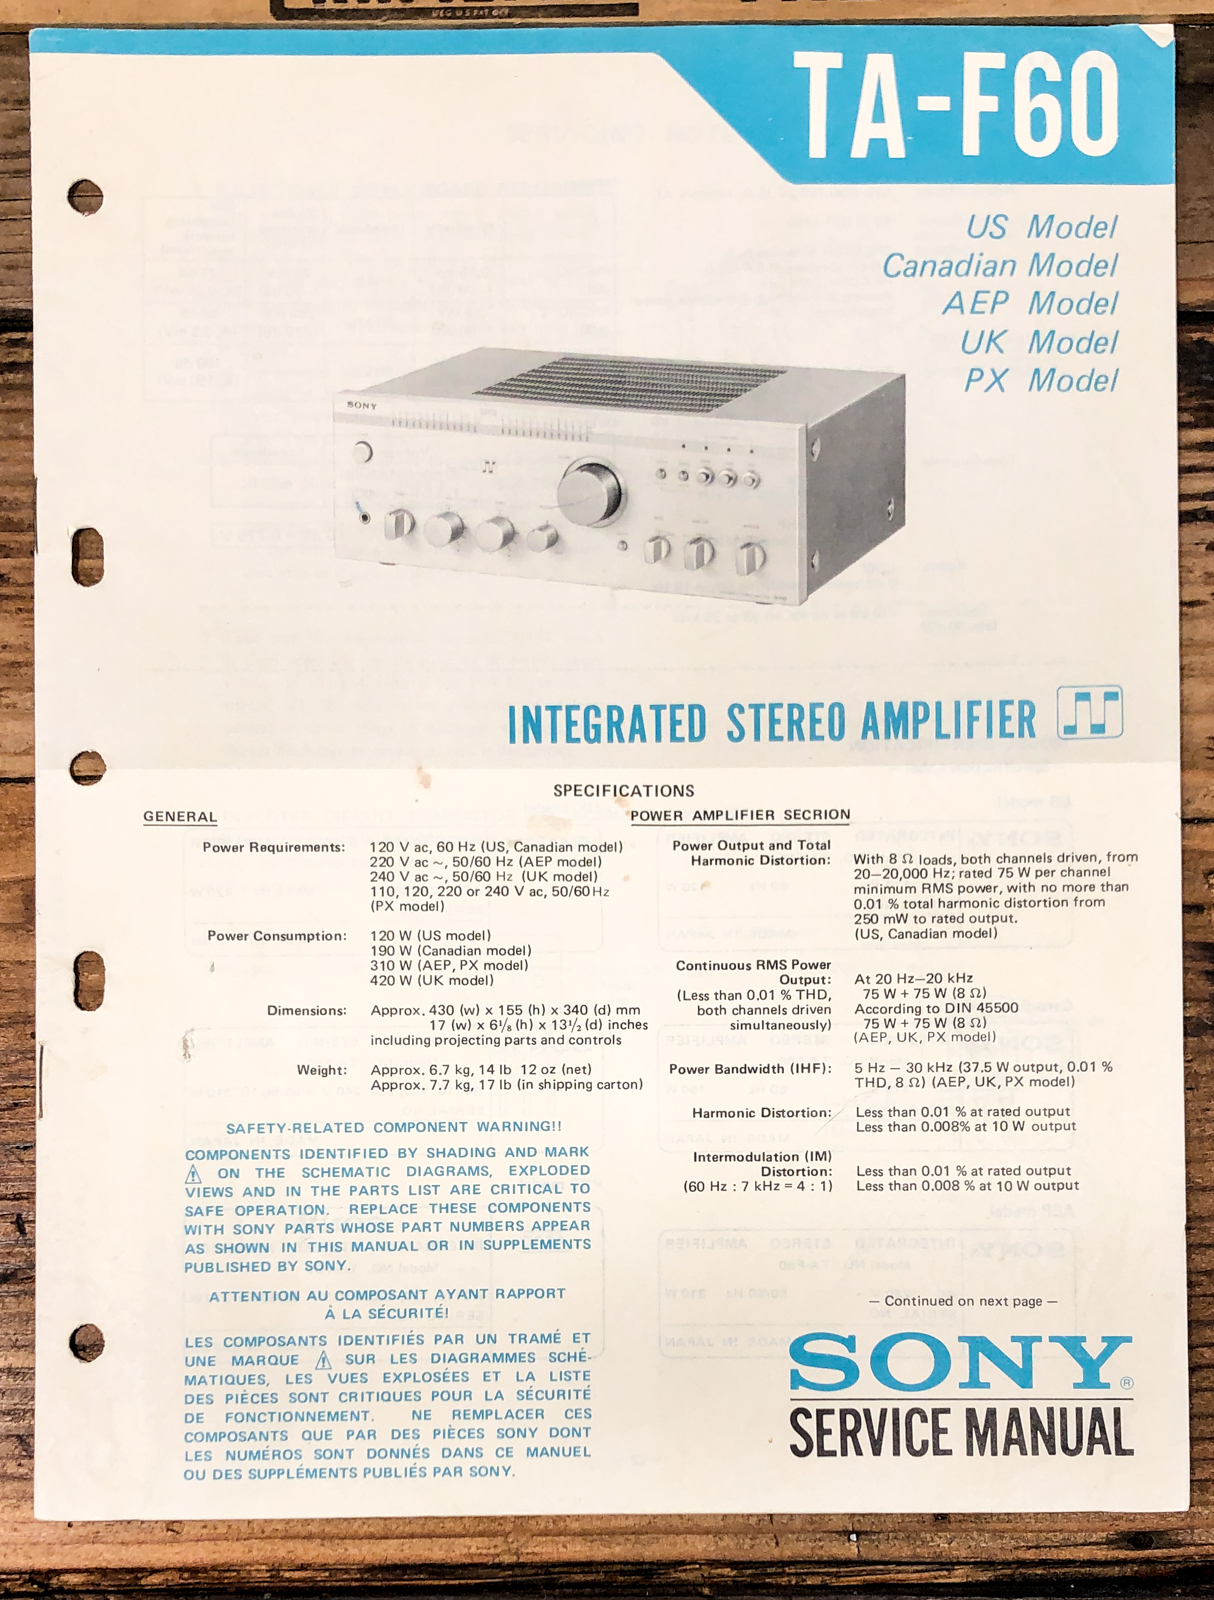 REG U S PAT OFF
TA-F60
US Model
Canadian Model
AEP Model
UK Model
PX Model
SONY
INTEGRATED STEREO AMPLIFIER
SPECIFICATIONS
GENERAL
Power Requirements: 120 V ac, 60 Hz (US, Canadian model)
220 V ac ~, 50/60 Hz (AEP model)
240 V ac ~, 50/60 Hz (UK model)
110, 120, 220 or 240 V ac, 50/60 Hz
(PX model)
Power Consumption: 120 W (US model)
190 W (Canadian model)
310 W (AEP, PX model)
420 W (UK model)
Dimensions: Approx. 430 (w) x 155 (h) x 340 (d) mm
17 (w) x 6⅛ (h) x 13½ (d) inches
including projecting parts and controls
Weight: Approx. 6.7 kg, 14 lb 12 oz (net)
Approx. 7.7 kg, 17 lb (in shipping carton)
SAFETY-RELATED COMPONENT WARNING!!
COMPONENTS IDENTIFIED BY SHADING AND MARK
⚠ ON THE SCHEMATIC DIAGRAMS, EXPLODED
VIEWS AND IN THE PARTS LIST ARE CRITICAL TO
SAFE OPERATION. REPLACE THESE COMPONENTS
WITH SONY PARTS WHOSE PART NUMBERS APPEAR
AS SHOWN IN THIS MANUAL OR IN SUPPLEMENTS
PUBLISHED BY SONY.
ATTENTION AU COMPOSANT AYANT RAPPORT
À LA SÉCURITÉ!
LES COMPOSANTS IDENTIFIÉS PAR UN TRAMÉ ET
UNE MARQUE ⚠ SUR LES DIAGRAMMES SCHÉ-
MATIQUES, LES VUES EXPLOSÉES ET LA LISTE
DES PIÈCES SONT CRITIQUES POUR LA SÉCURITÉ
DE FONCTIONNEMENT. NE REMPLACER CES
COMPOSANTS QUE PAR DES PIÈCES SONY DONT
LES NUMÉROS SONT DONNÉS DANS CE MANUEL
OU DES SUPPLÉMENTS PUBLIÉS PAR SONY.
POWER AMPLIFIER SECRION
Power Output and Total
Harmonic Distortion: With 8 Ω loads, both channels driven, from
20–20,000 Hz; rated 75 W per channel
minimum RMS power, with no more than
0.01 % total harmonic distortion from
250 mW to rated output.
(US, Canadian model)
Continuous RMS Power
Output: At 20 Hz–20 kHz
(Less than 0.01 % THD, 75 W + 75 W (8 Ω)
both channels driven According to DIN 45500
simultaneously) 75 W + 75 W (8 Ω)
(AEP, UK, PX model)
Power Bandwidth (IHF): 5 Hz – 30 kHz (37.5 W output, 0.01 %
THD, 8 Ω) (AEP, UK, PX model)
Harmonic Distortion: Less than 0.01 % at rated output
Less than 0.008% at 10 W output
Intermodulation (IM)
Distortion: Less than 0.01 % at rated output
(60 Hz : 7 kHz = 4 : 1) Less than 0.008 % at 10 W output
– Continued on next page –
SONY®
SERVICE MANUAL